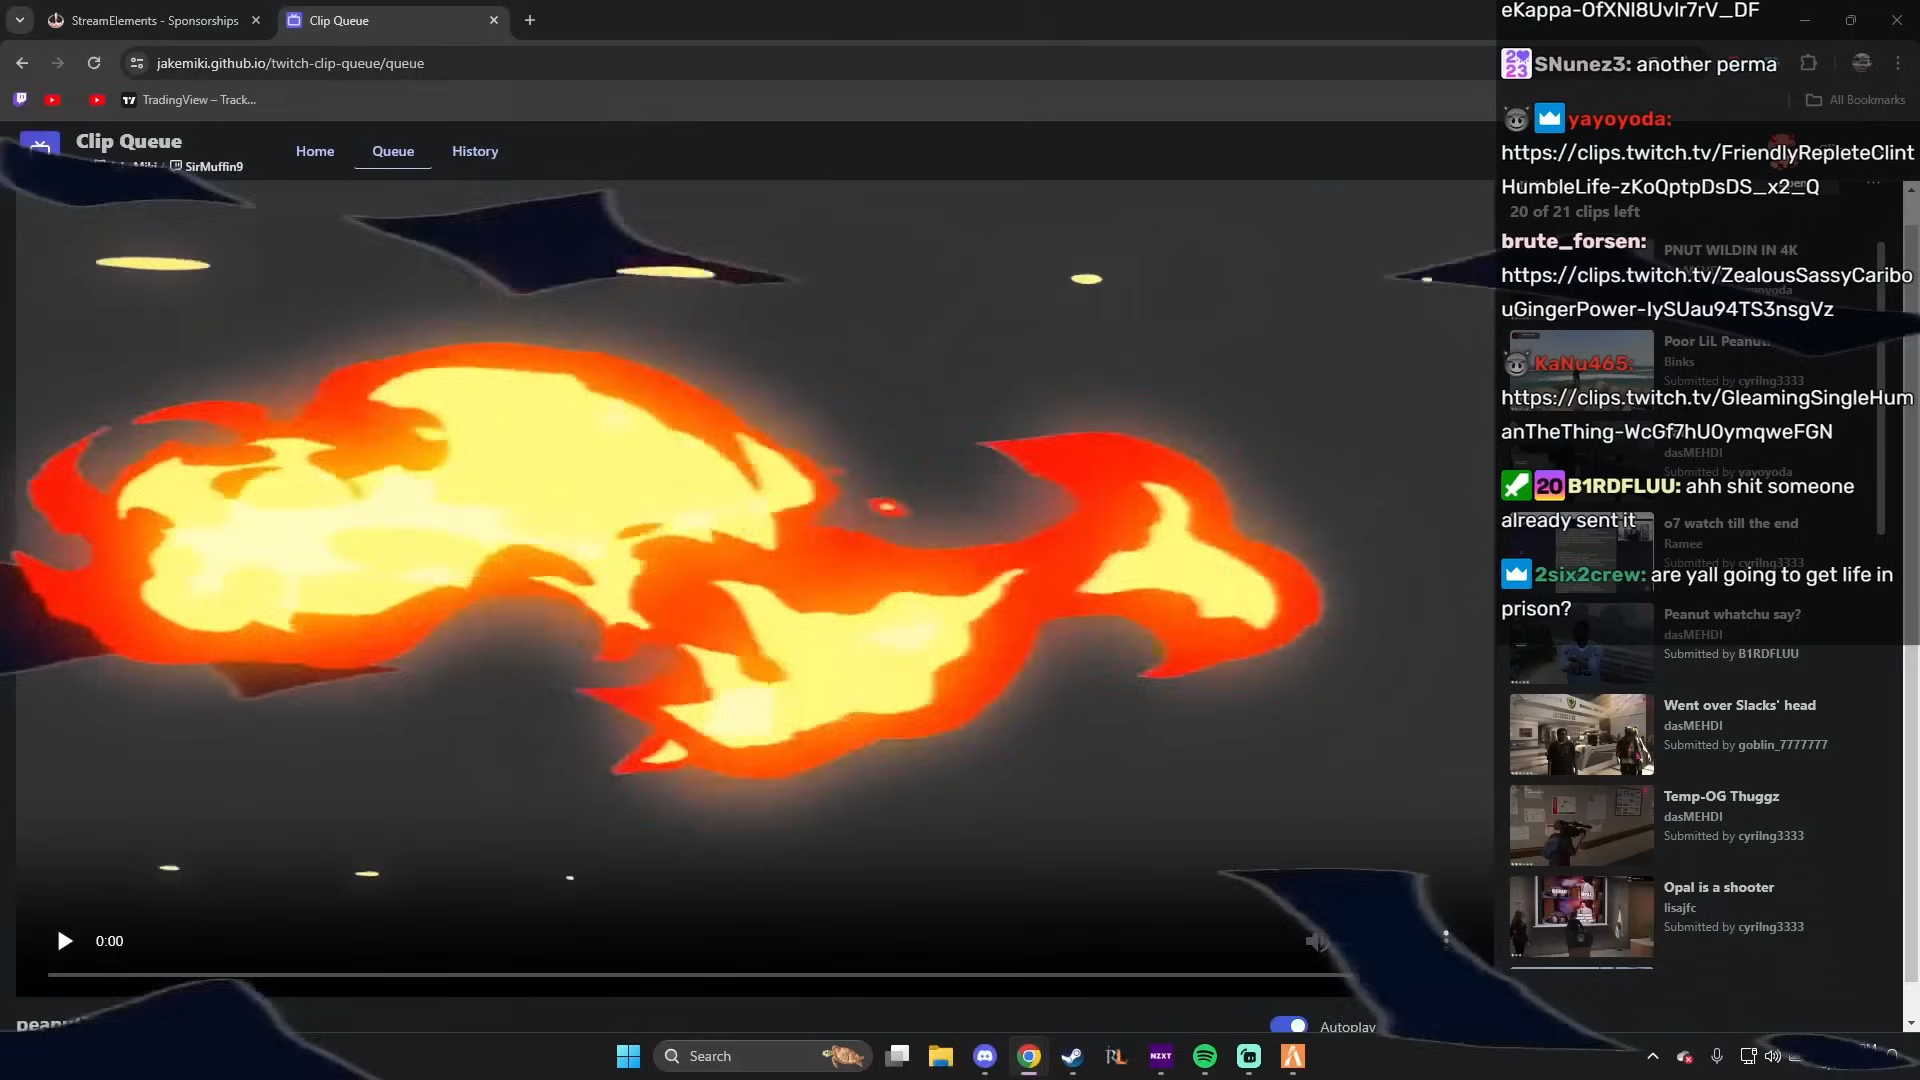 StreamElements - Sponsorships
Clip Queue
jakemiki.github.io/twitch-clip-queue/queue
TradingView – Track...
All Bookmarks
Clip Queue
SirMuffin9
Home
Queue
History
20 of 21 clips left
PNUT WILDIN IN 4K
Poor LiL Peanut.
Binks
Submitted by cyrilng3333
dasMEHDI
Submitted by yayoyoda
o7 watch till the end
Ramee
Submitted by cyrilng3333
Peanut whatchu say?
dasMEHDI
Submitted by B1RDFLUU
Went over Slacks' head
dasMEHDI
Submitted by goblin_7777777
Temp-OG Thuggz
dasMEHDI
Submitted by cyrilng3333
Opal is a shooter
lisajfc
Submitted by cyrilng3333
eKappa-OfXNl8Uvlr7rV_DF
SNunez3: another perma
yayoyoda:
https://clips.twitch.tv/FriendlyRepleteClint
HumbleLife-zKoQptpDsDS_x2_Q
brute_forsen:
https://clips.twitch.tv/ZealousSassyCaribo
uGingerPower-lySUau94TS3nsgVz
KaNu465:
https://clips.twitch.tv/GleamingSingleHum
anTheThing-WcGf7hU0ymqweFGN
20 B1RDFLUU: ahh shit someone
already sent it
2six2crew: are yall going to get life in
prison?
0:00
Autoplay
Search
NZXT